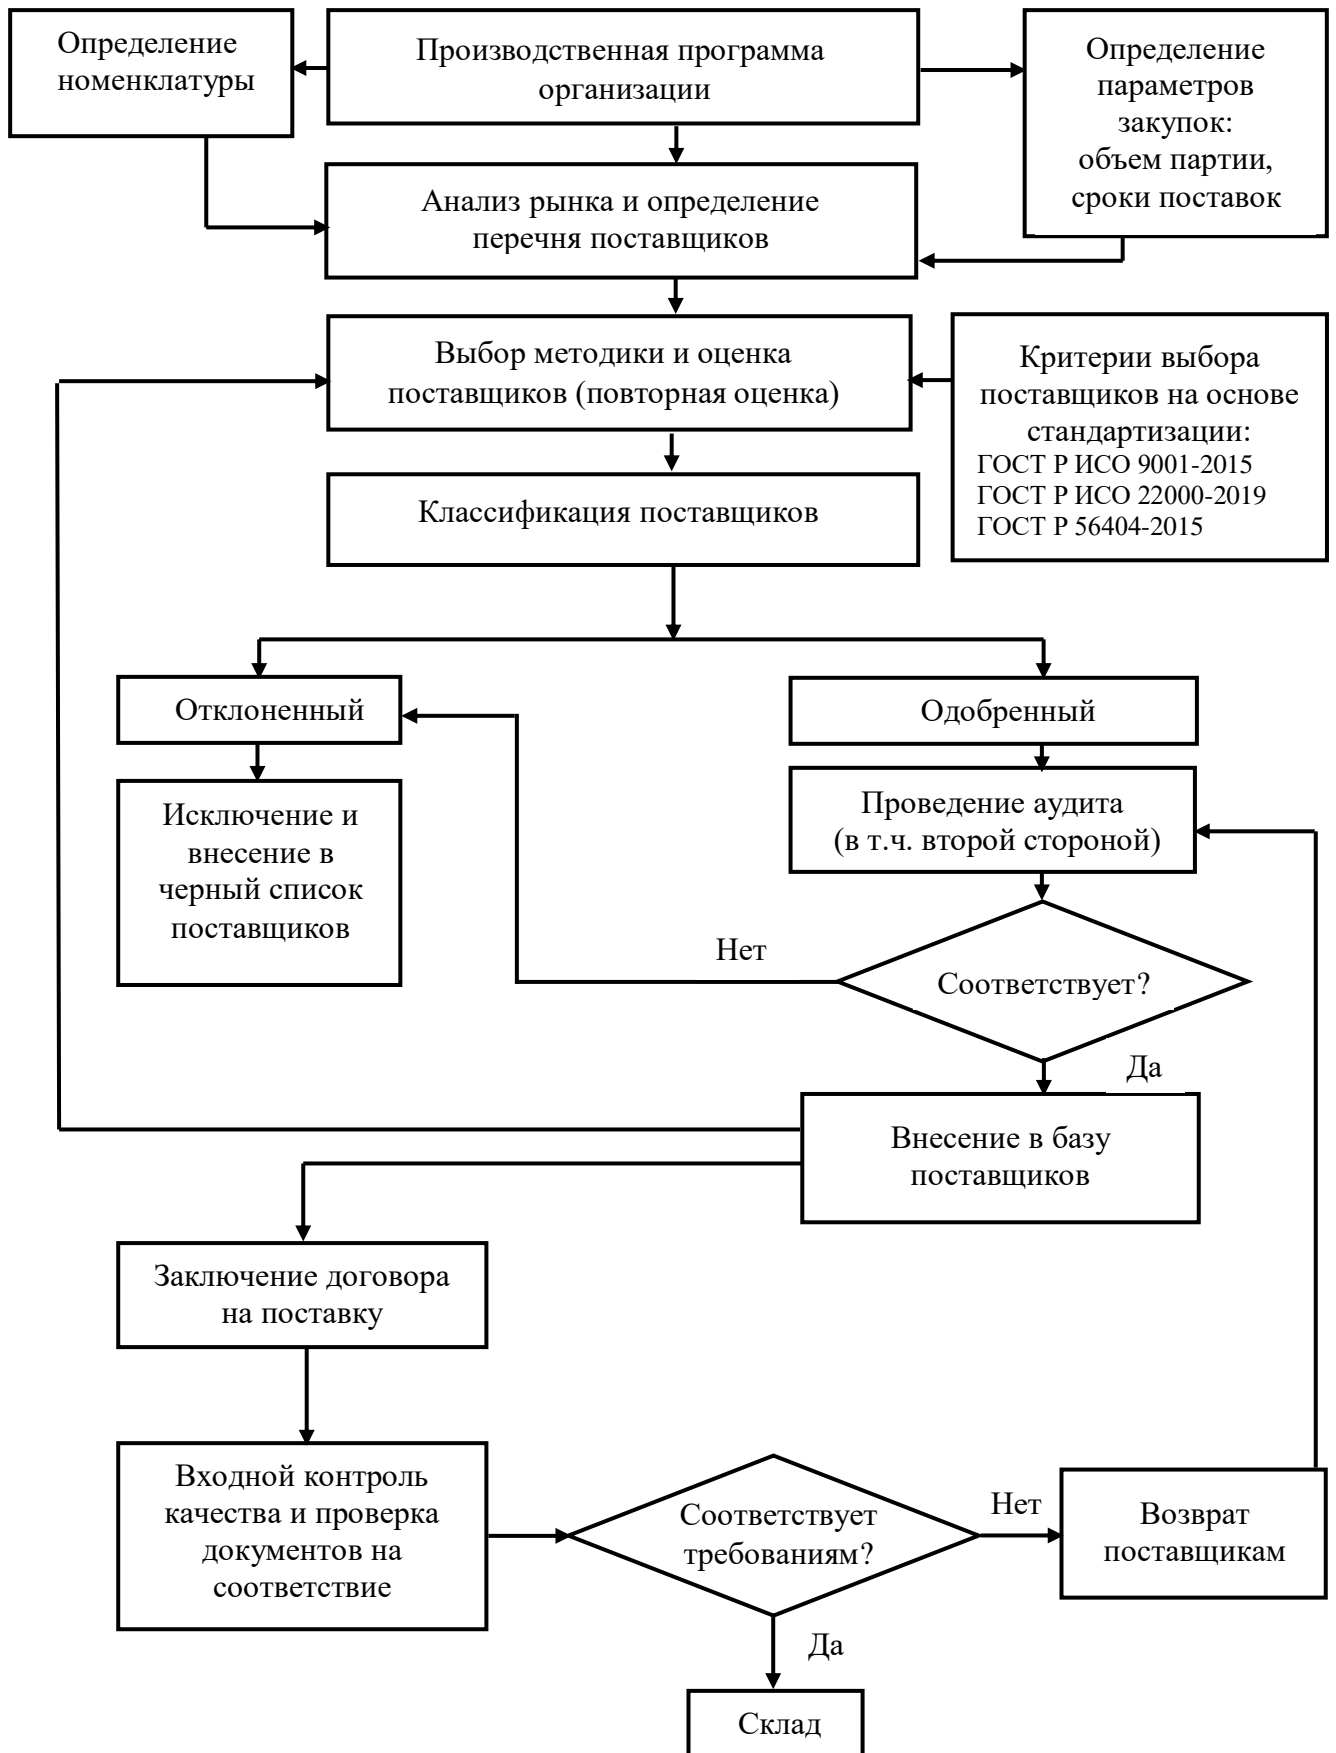 Определение
номенклатуры
Производственная программа
организации
Определение
параметров
закупок:
объем партии,
сроки поставок
Анализ рынка и определение
перечня поставщиков
Выбор методики и оценка
поставщиков (повторная оценка)
Критерии выбора
поставщиков на основе
стандартизации:
ГОСТ Р ИСО 9001-2015
ГОСТ Р ИСО 22000-2019
ГОСТ Р 56404-2015
Классификация поставщиков
Отклоненный
Одобренный
Исключение и
внесение в
черный список
поставщиков
Проведение аудита
(в т.ч. второй стороной)
Нет
Соответствует?
Да
Внесение в базу
поставщиков
Заключение договора
на поставку
Входной контроль
качества и проверка
документов на
соответствие
Соответствует
требованиям?
Нет
Возврат
поставщикам
Да
Склад